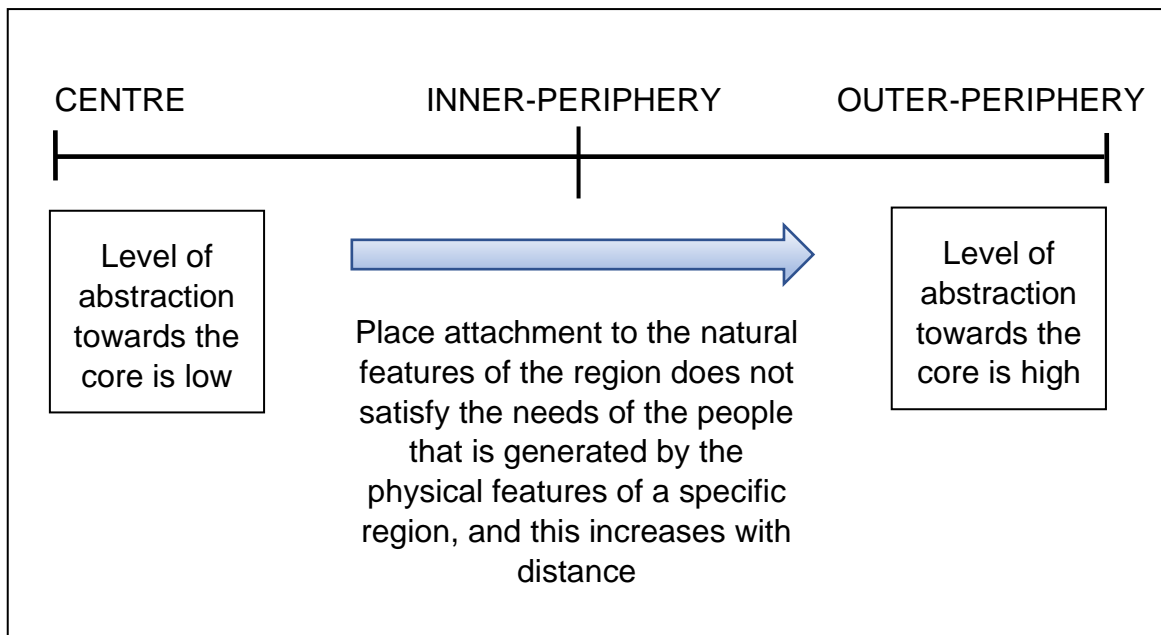 CENTRE INNER-PERIPHERY OUTER-PERIPHERY
Level of
abstraction
towards the
core is low
Place attachment to the natural
features of the region does not
satisfy the needs of the people
that is generated by the
physical features of a specific
region, and this increases with
distance
Level of
abstraction
towards the
core is high